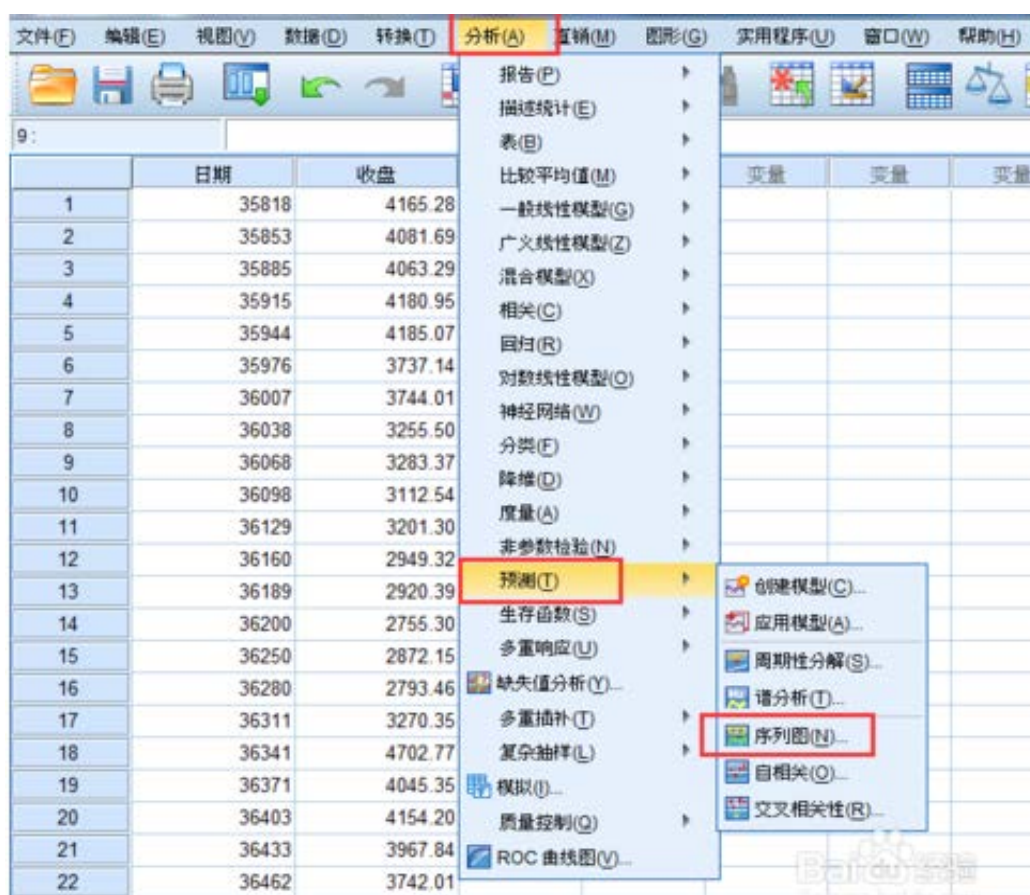 文件(F) 编辑(E) 视图(V) 数据(D) 转换(T) 分析(A) 直销(M) 图形(G) 实用程序(U) 窗口(W) 帮助(H)
9:
日期 收盘 变量 变量 变量
1 35818 4165.28
2 35853 4081.69
3 35885 4063.29
4 35915 4180.95
5 35944 4185.07
6 35976 3737.14
7 36007 3744.01
8 36038 3255.50
9 36068 3283.37
10 36098 3112.54
11 36129 3201.30
12 36160 2949.32
13 36189 2920.39
14 36200 2755.30
15 36250 2872.15
16 36280 2793.46
17 36311 3270.35
18 36341 4702.77
19 36371 4045.35
20 36403 4154.20
21 36433 3967.84
22 36462 3742.01
报告(P)
描述统计(E)
表(B)
比较平均值(M)
一般线性模型(G)
广义线性模型(Z)
混合模型(X)
相关(C)
回归(R)
对数线性模型(O)
神经网络(W)
分类(F)
降维(D)
度量(A)
非参数检验(N)
预测(T)
生存函数(S)
多重响应(U)
缺失值分析(Y)...
多重插补(T)
复杂抽样(L)
模拟(I)...
质量控制(Q)
ROC 曲线图(V)...
创建模型(C)...
应用模型(A)...
周期性分解(S)...
谱分析(T)...
序列图(N)...
自相关(O)...
交叉相关性(R)...
Baidu 经验